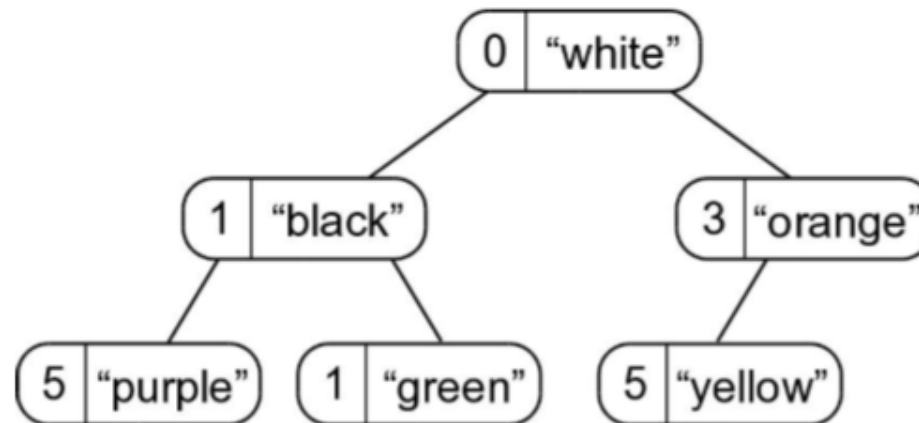 0 “white”
1 “black” 3 “orange”
5 “purple” 1 “green” 5 “yellow”